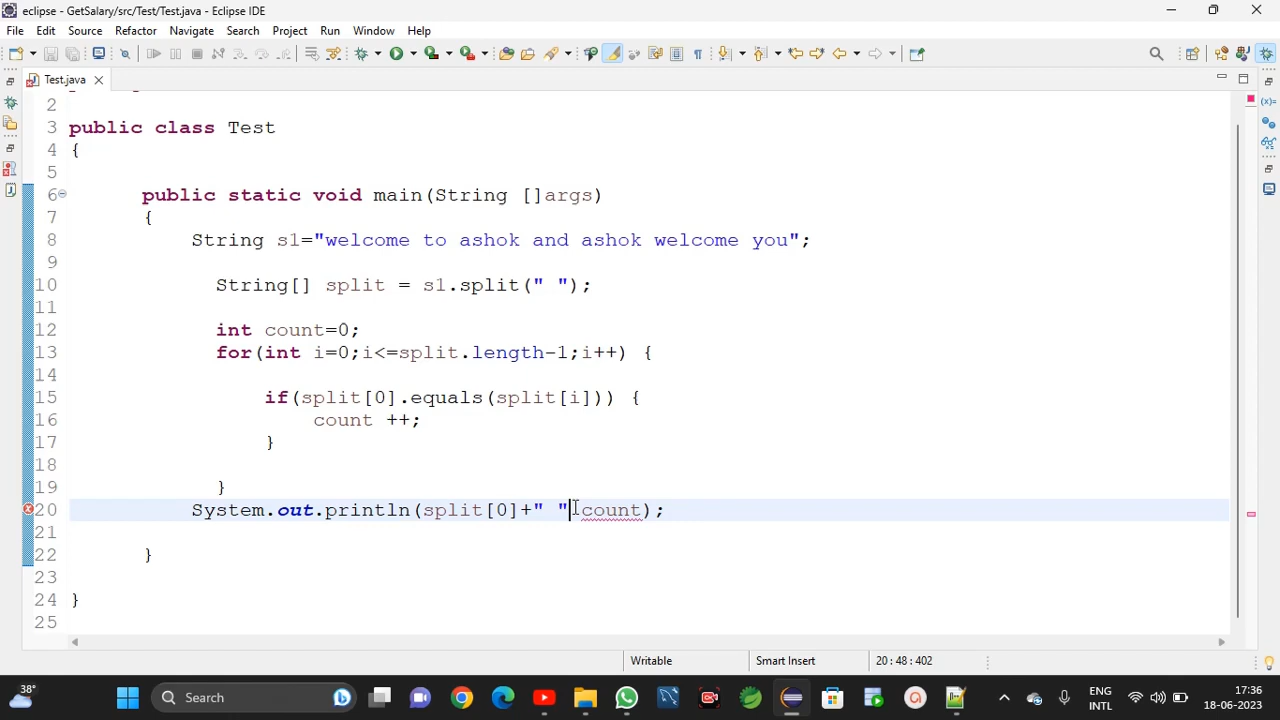 eclipse - GetSalary/src/Test/Test.java - Eclipse IDE
File Edit Source Refactor Navigate Search Project Run Window Help
Test.java
2
3 public class Test
4 {
5
6 public static void main(String []args)
7 {
8 String s1="welcome to ashok and ashok welcome you";
9
10 String[] split = s1.split(" ");
11
12 int count=0;
13 for(int i=0;i<=split.length-1;i++) {
14
15 if(split[0].equals(split[i])) {
16 count ++;
17 }
18
19 }
20 System.out.println(split[0]+" " count);
21
22 }
23
24 }
25
Writable Smart Insert 20 : 48 : 402
38° Search ENG INTL 17:36 18-06-2023